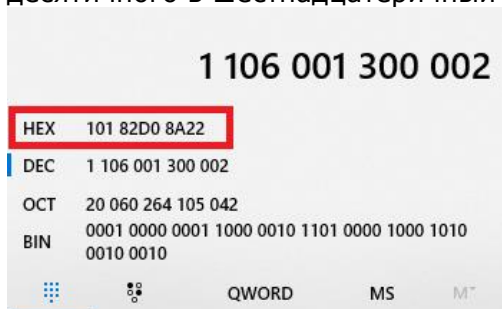 десятичного в шестнадцатеричный
1 106 001 300 002
HEX 101 82D0 8A22
DEC 1 106 001 300 002
OCT 20 060 264 105 042
BIN 0001 0000 0001 1000 0010 1101 0000 1000 1010
0010 0010
QWORD MS M